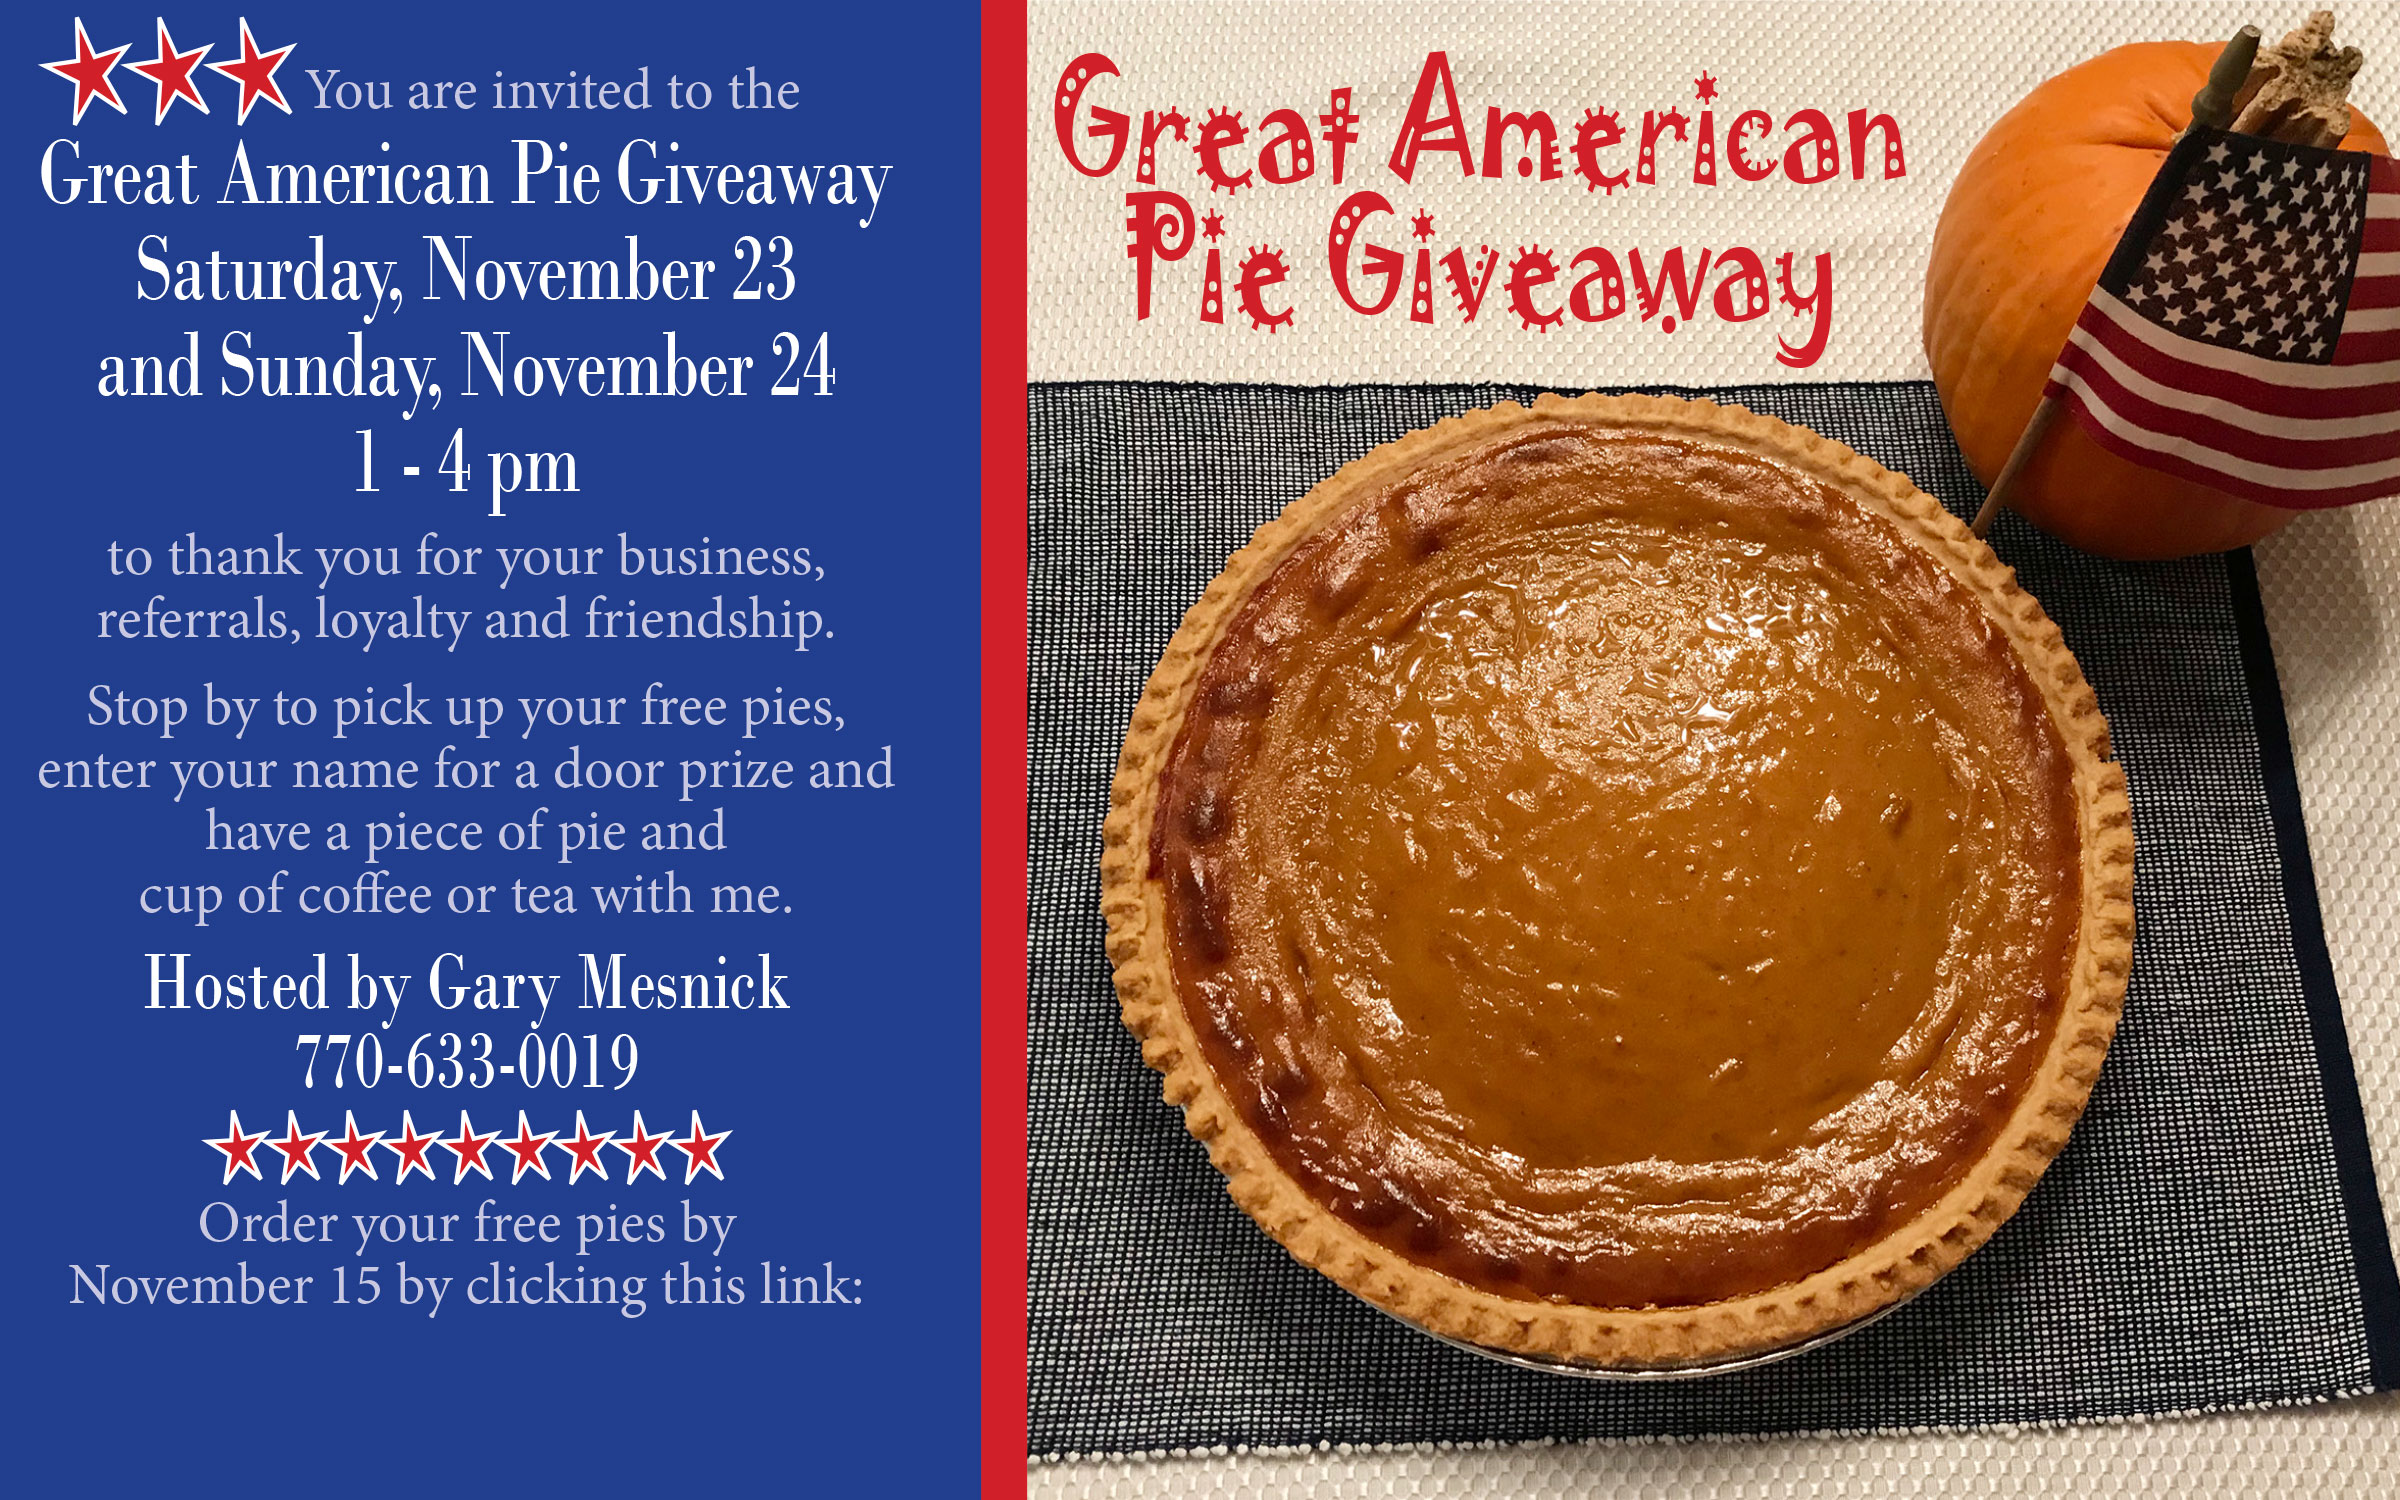 You are invited to the
Great American Pie Giveaway
Saturday, November 23
and Sunday, November 24
1 - 4 pm
to thank you for your business,
referrals, loyalty and friendship.
Stop by to pick up your free pies,
enter your name for a door prize and
have a piece of pie and
cup of coffee or tea with me.
Hosted by Gary Mesnick
770-633-0019
Order your free pies by
November 15 by clicking this link:
Great American
Pie Giveaway